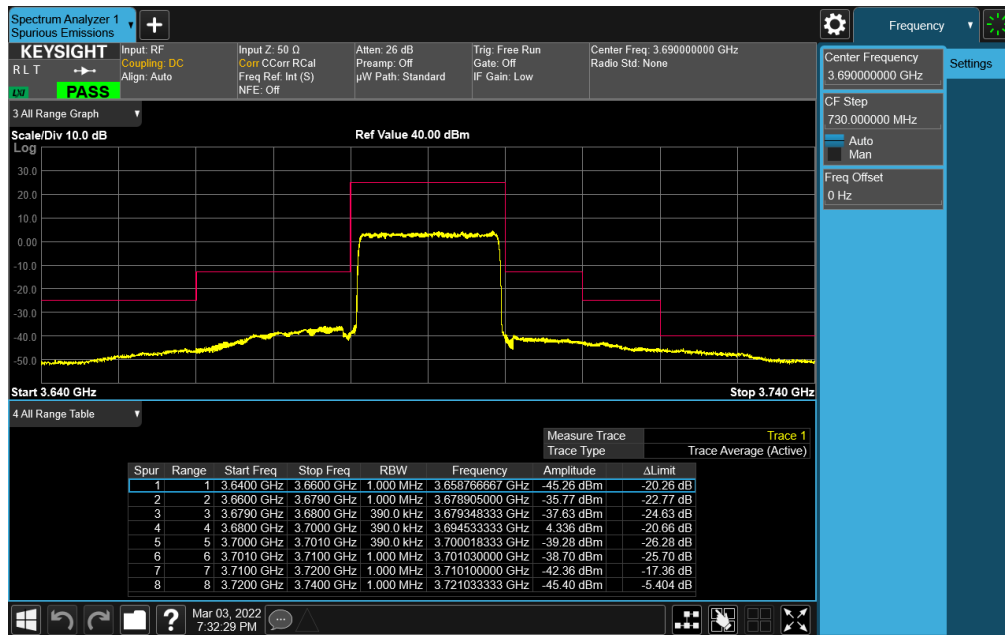 Spectrum Analyzer 1
Spurious Emissions
Frequency
KEYSIGHT Input: RF Input Z: 50 Ω Atten: 26 dB Trig: Free Run Center Freq: 3.690000000 GHz
R L T Coupling: DC Corr CCorr RCal Preamp: Off Gate: Off Radio Std: None
Align: Auto Freq Ref: Int (S) µW Path: Standard IF Gain: Low
LXI PASS NFE: Off
Center Frequency
3.690000000 GHz
Settings
CF Step
730.000000 MHz
Auto
Man
Freq Offset
0 Hz
3 All Range Graph
Scale/Div 10.0 dB Ref Value 40.00 dBm
Log
30.0
20.0
10.0
0.00
-10.0
-20.0
-30.0
-40.0
-50.0
Start 3.640 GHz Stop 3.740 GHz
4 All Range Table
Measure Trace Trace 1
Trace Type Trace Average (Active)
Spur Range Start Freq Stop Freq RBW Frequency Amplitude ΔLimit
1 1 3.6400 GHz 3.6600 GHz 1.000 MHz 3.658766667 GHz -45.26 dBm -20.26 dB
2 2 3.6600 GHz 3.6790 GHz 1.000 MHz 3.678905000 GHz -35.77 dBm -22.77 dB
3 3 3.6790 GHz 3.6800 GHz 390.0 kHz 3.679348333 GHz -37.63 dBm -24.63 dB
4 4 3.6800 GHz 3.7000 GHz 390.0 kHz 3.694533333 GHz 4.336 dBm -20.66 dB
5 5 3.7000 GHz 3.7010 GHz 390.0 kHz 3.700018333 GHz -39.28 dBm -26.28 dB
6 6 3.7010 GHz 3.7100 GHz 1.000 MHz 3.701030000 GHz -38.70 dBm -25.70 dB
7 7 3.7100 GHz 3.7200 GHz 1.000 MHz 3.710100000 GHz -42.36 dBm -17.36 dB
8 8 3.7200 GHz 3.7400 GHz 1.000 MHz 3.721033333 GHz -45.40 dBm -5.404 dB
Mar 03, 2022
7:32:29 PM